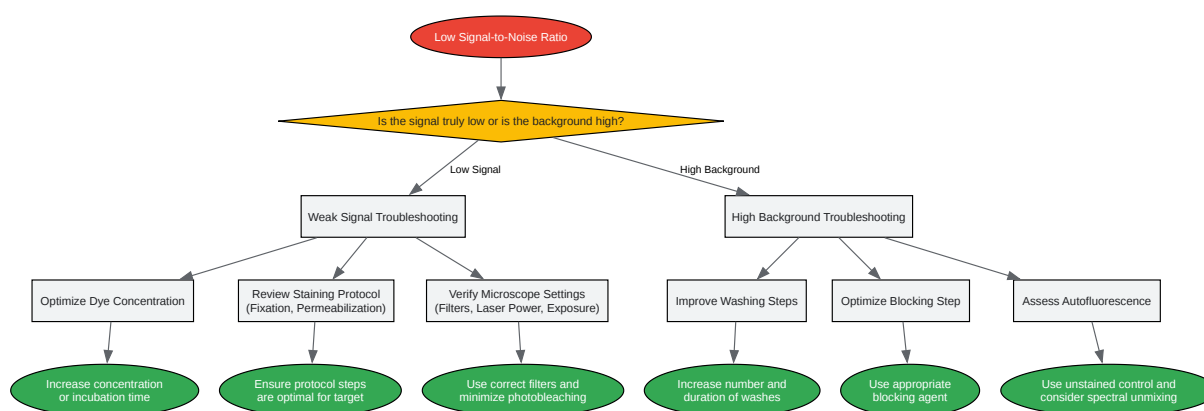 Low Signal-to-Noise Ratio
Is the signal truly low or is the background high?
Low Signal
High Background
Weak Signal Troubleshooting
High Background Troubleshooting
Optimize Dye Concentration
Review Staining Protocol
(Fixation, Permeabilization)
Verify Microscope Settings
(Filters, Laser Power, Exposure)
Improve Washing Steps
Optimize Blocking Step
Assess Autofluorescence
Increase concentration
or incubation time
Ensure protocol steps
are optimal for target
Use correct filters and
minimize photobleaching
Increase number and
duration of washes
Use appropriate
blocking agent
Use unstained control and
consider spectral unmixing